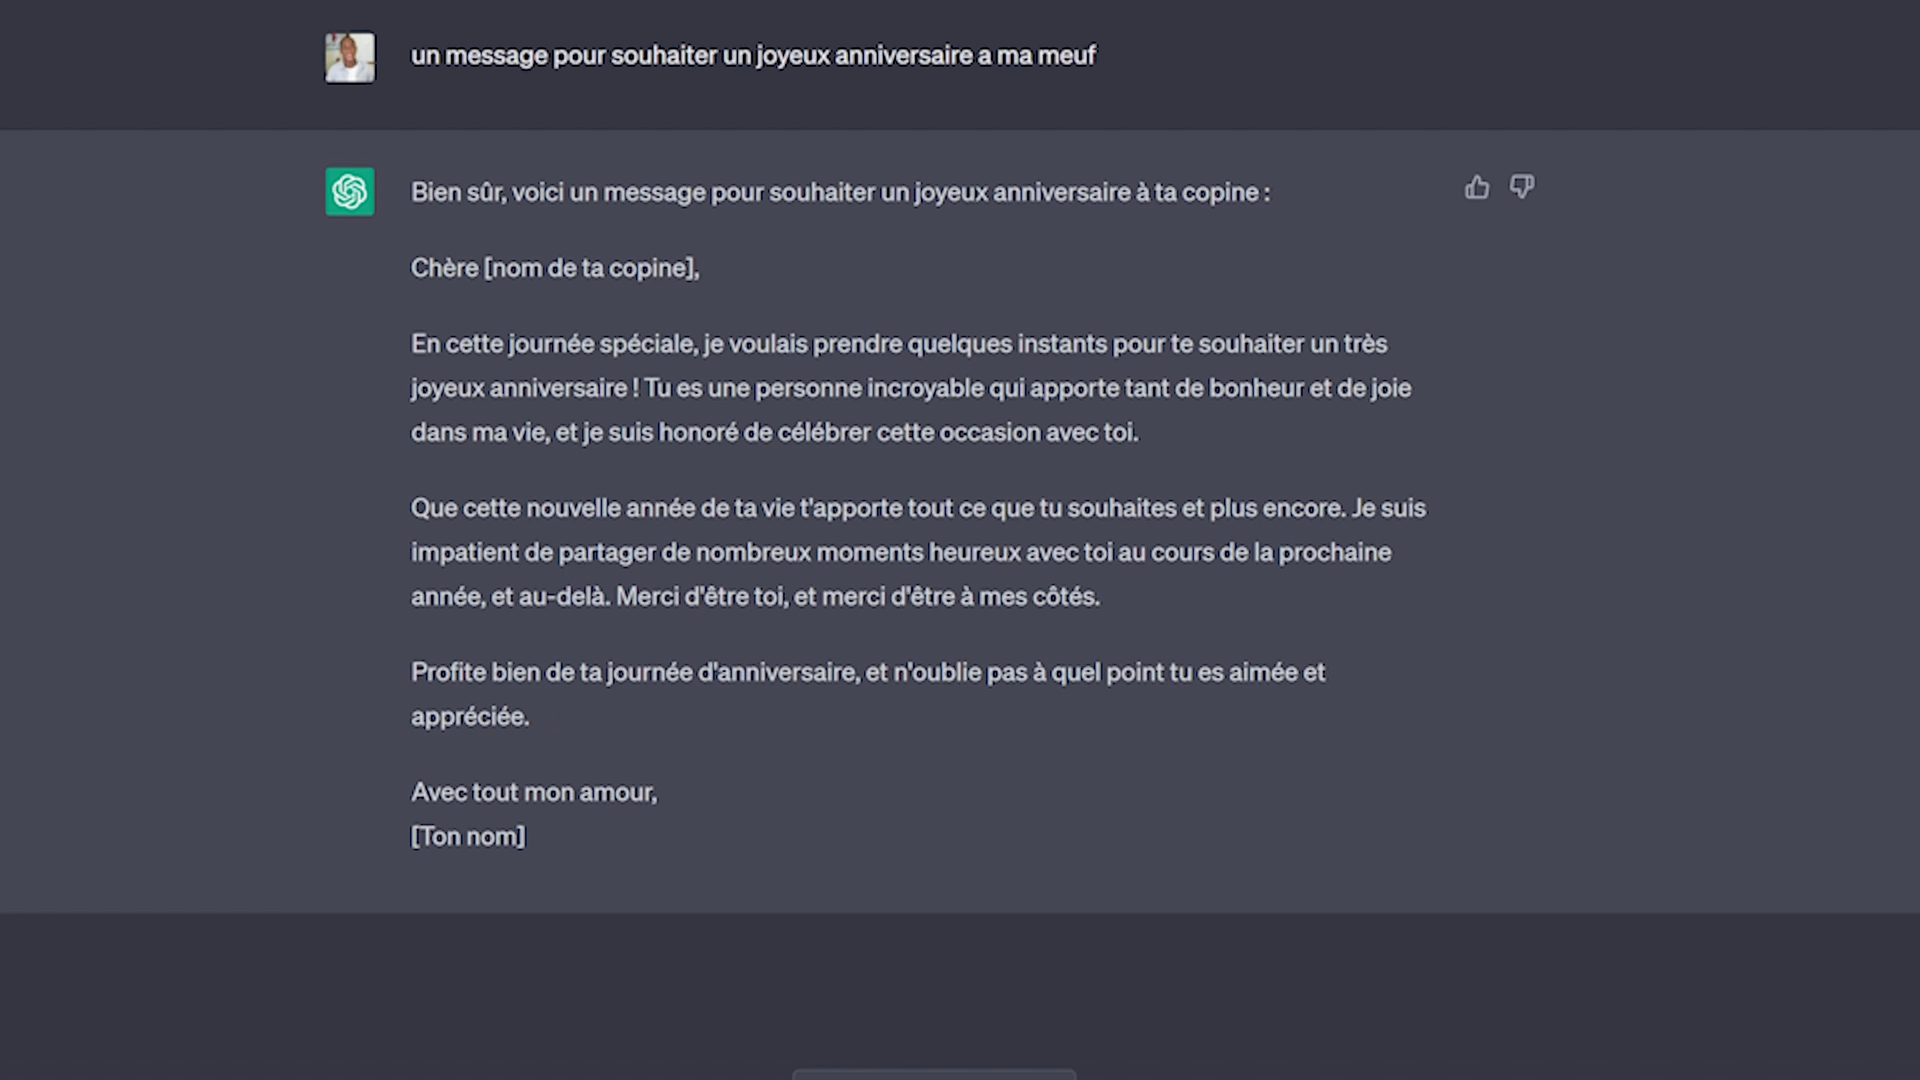 un message pour souhaiter un joyeux anniversaire a ma meuf
Bien sûr, voici un message pour souhaiter un joyeux anniversaire à ta copine :
Chère [nom de ta copine],
En cette journée spéciale, je voulais prendre quelques instants pour te souhaiter un très
joyeux anniversaire ! Tu es une personne incroyable qui apporte tant de bonheur et de joie
dans ma vie, et je suis honoré de célébrer cette occasion avec toi.
Que cette nouvelle année de ta vie t'apporte tout ce que tu souhaites et plus encore. Je suis
impatient de partager de nombreux moments heureux avec toi au cours de la prochaine
année, et au-delà. Merci d'être toi, et merci d'être à mes côtés.
Profite bien de ta journée d'anniversaire, et n'oublie pas à quel point tu es aimée et
appréciée.
Avec tout mon amour,
[Ton nom]